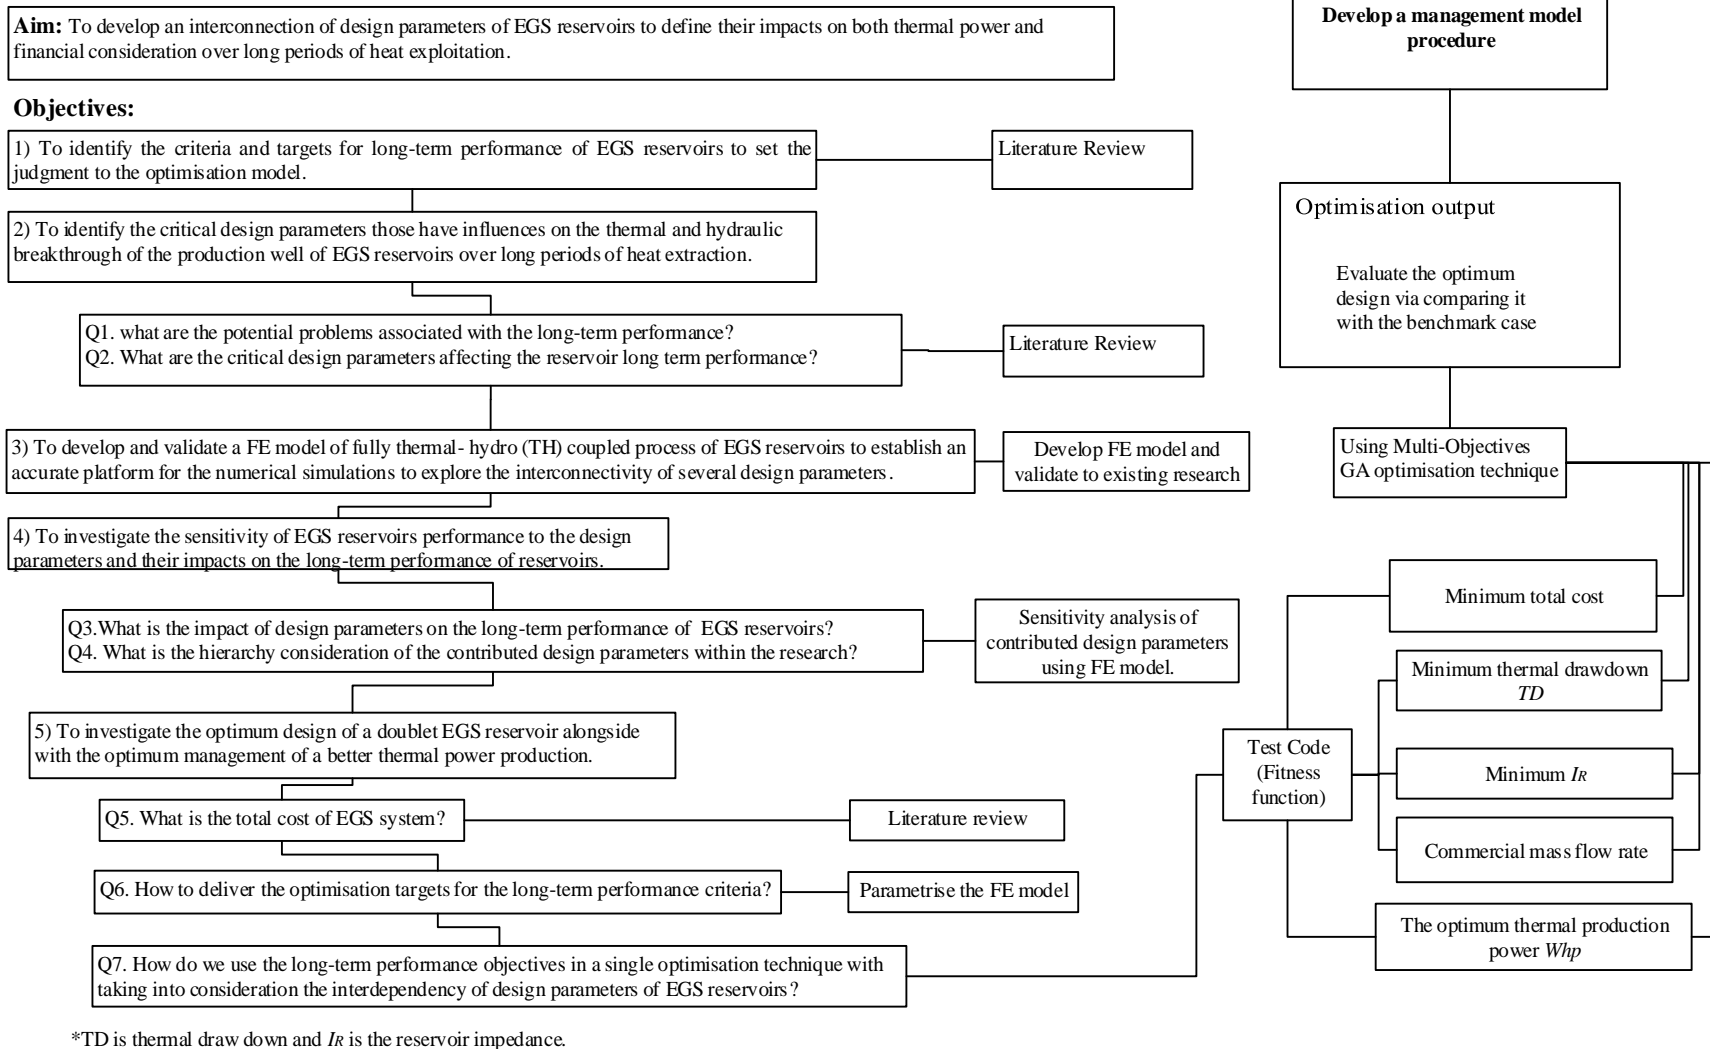 Aim: To develop an interconnection of design parameters of EGS reservoirs to define their impacts on both thermal power and
financial consideration over long periods of heat exploitation.
Objectives:
1) To identify the criteria and targets for long-term performance of EGS reservoirs to set the
judgment to the optimisation model.
Literature Review
2) To identify the critical design parameters those have influences on the thermal and hydraulic
breakthrough of the production well of EGS reservoirs over long periods of heat extraction.
Q1. what are the potential problems associated with the long-term performance?
Q2. What are the critical design parameters affecting the reservoir long term performance?
Literature Review
3) To develop and validate a FE model of fully thermal- hydro (TH) coupled process of EGS reservoirs to establish an
accurate platform for the numerical simulations to explore the interconnectivity of several design parameters.
Develop FE model and
validate to existing research
4) To investigate the sensitivity of EGS reservoirs performance to the design
parameters and their impacts on the long-term performance of reservoirs.
Q3.What is the impact of design parameters on the long-term performance of EGS reservoirs?
Q4. What is the hierarchy consideration of the contributed design parameters within the research?
Sensitivity analysis of
contributed design parameters
using FE model.
5) To investigate the optimum design of a doublet EGS reservoir alongside
with the optimum management of a better thermal power production.
Q5. What is the total cost of EGS system?
Literature review
Q6. How to deliver the optimisation targets for the long-term performance criteria?
Parametrise the FE model
Q7. How do we use the long-term performance objectives in a single optimisation technique with
taking into consideration the interdependency of design parameters of EGS reservoirs?
*TD is thermal draw down and IR is the reservoir impedance.
Develop a management model
procedure
Optimisation output
Evaluate the optimum
design via comparing it
with the benchmark case
Using Multi-Objectives
GA optimisation technique
Minimum total cost
Minimum thermal drawdown
TD
Test Code
(Fitness
function)
Minimum IR
Commercial mass flow rate
The optimum thermal production
power Whp